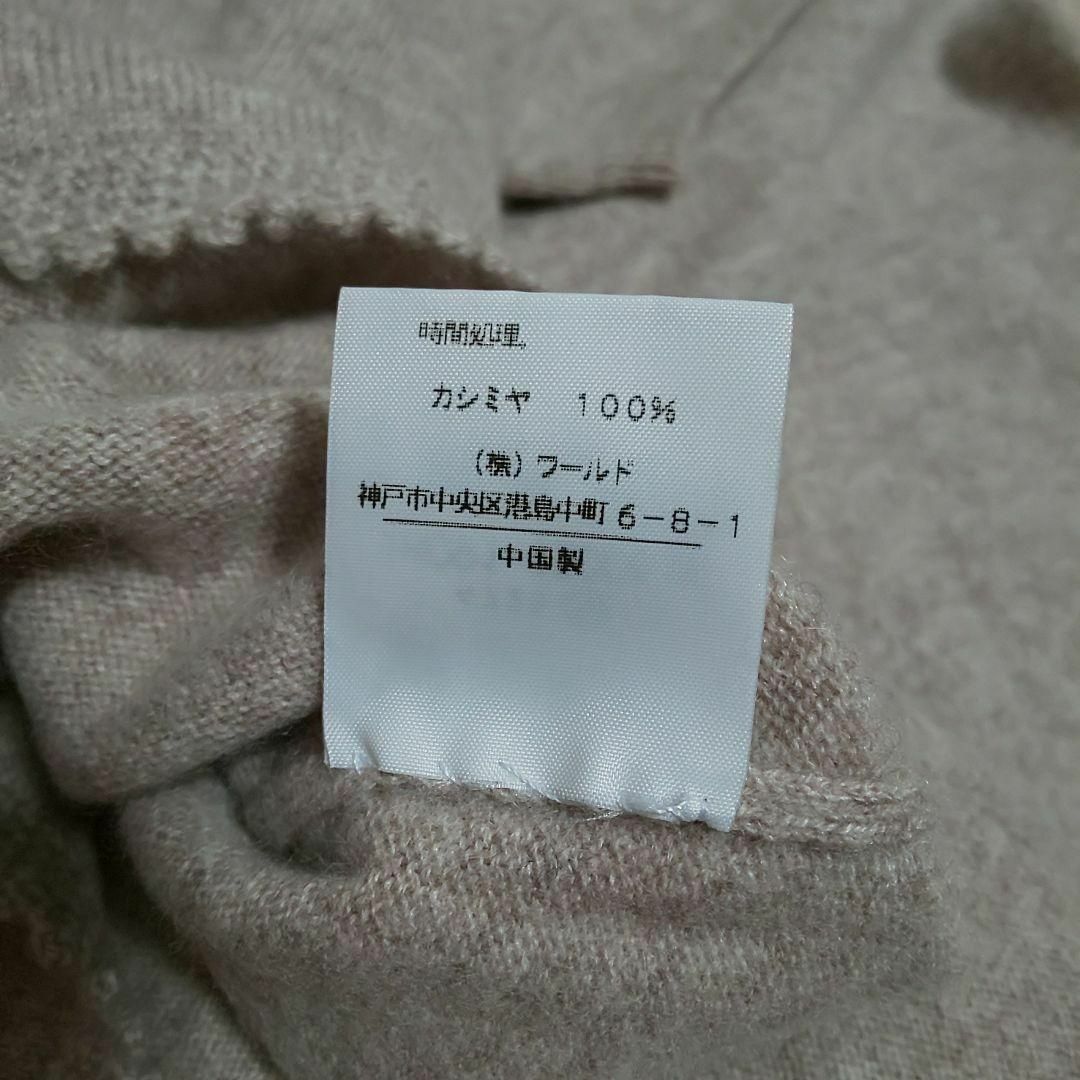 時間処理。
カシミヤ 100%
(株)ワールド
神戸市中央区港島中町6-8-1
中国製